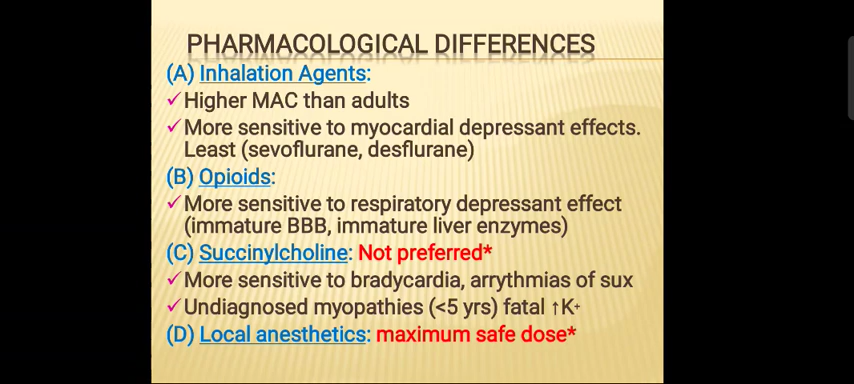 PHARMACOLOGICAL DIFFERENCES
(A) Inhalation Agents:
✓Higher MAC than adults
✓More sensitive to myocardial depressant effects.
Least (sevoflurane, desflurane)
(B) Opioids:
✓More sensitive to respiratory depressant effect
(immature BBB, immature liver enzymes)
(C) Succinylcholine: Not preferred*
✓More sensitive to bradycardia, arrythmias of sux
✓Undiagnosed myopathies (<5 yrs) fatal ↑K⁺
(D) Local anesthetics: maximum safe dose*